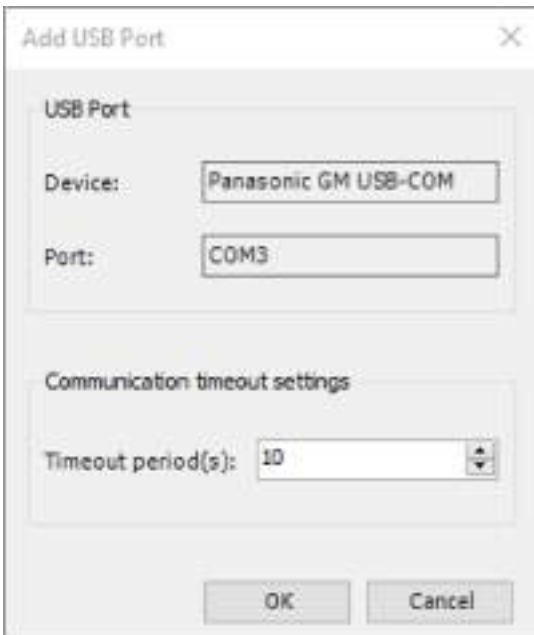 Add USB Port
USB Port
Device: Panasonic GM USB-COM
Port: COM3
Communication timeout settings
Timeout period(s): 10
OK Cancel